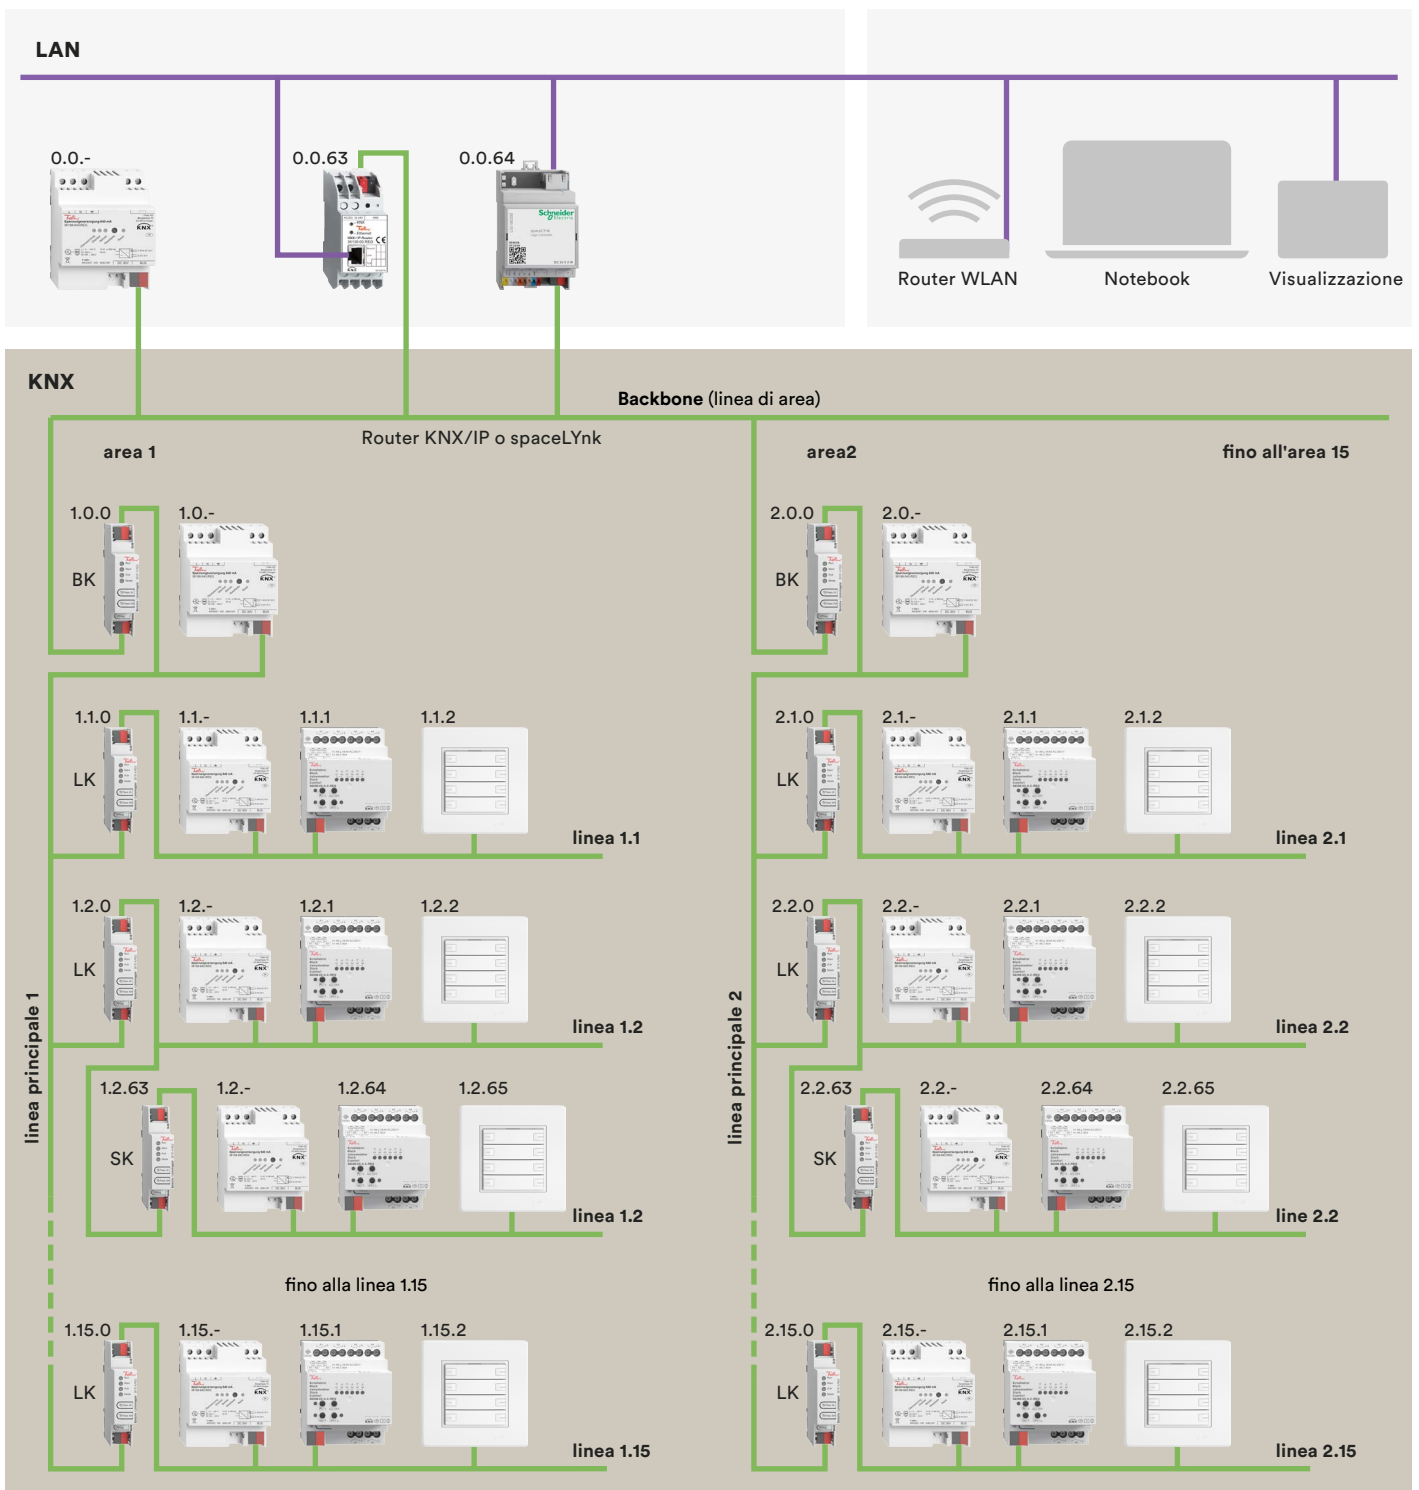 LAN
0.0.-
0.0.63
0.0.64
Schneider
Electric
KNX
Router WLAN
Notebook
Visualizzazione
KNX
Backbone (linea di area)
Router KNX/IP o spaceLYnk
area 1
area2
fino all'area 15
1.0.0
1.0.-
2.0.0
2.0.-
BK
BK
1.1.0
1.1.-
1.1.1
1.1.2
2.1.0
2.1.-
2.1.1
2.1.2
LK
LK
linea 1.1
linea 2.1
1.2.0
1.2.-
1.2.1
1.2.2
2.2.0
2.2.-
2.2.1
2.2.2
LK
LK
linea 1.2
linea 2.2
linea principale 1
linea principale 2
1.2.63
1.2.-
1.2.64
1.2.65
2.2.63
2.2.-
2.2.64
2.2.65
SK
SK
linea 1.2
line 2.2
fino alla linea 1.15
fino alla linea 2.15
1.15.0
1.15.-
1.15.1
1.15.2
2.15.0
2.15.-
2.15.1
2.15.2
LK
LK
linea 1.15
linea 2.15